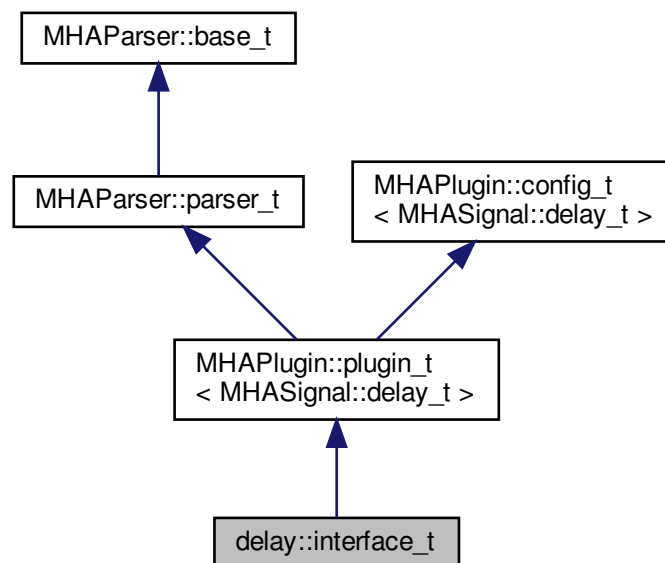 MHAParser::base_t
MHAParser::parser_t
MHAPlugin::config_t
< MHASignal::delay_t >
MHAPlugin::plugin_t
< MHASignal::delay_t >
delay::interface_t